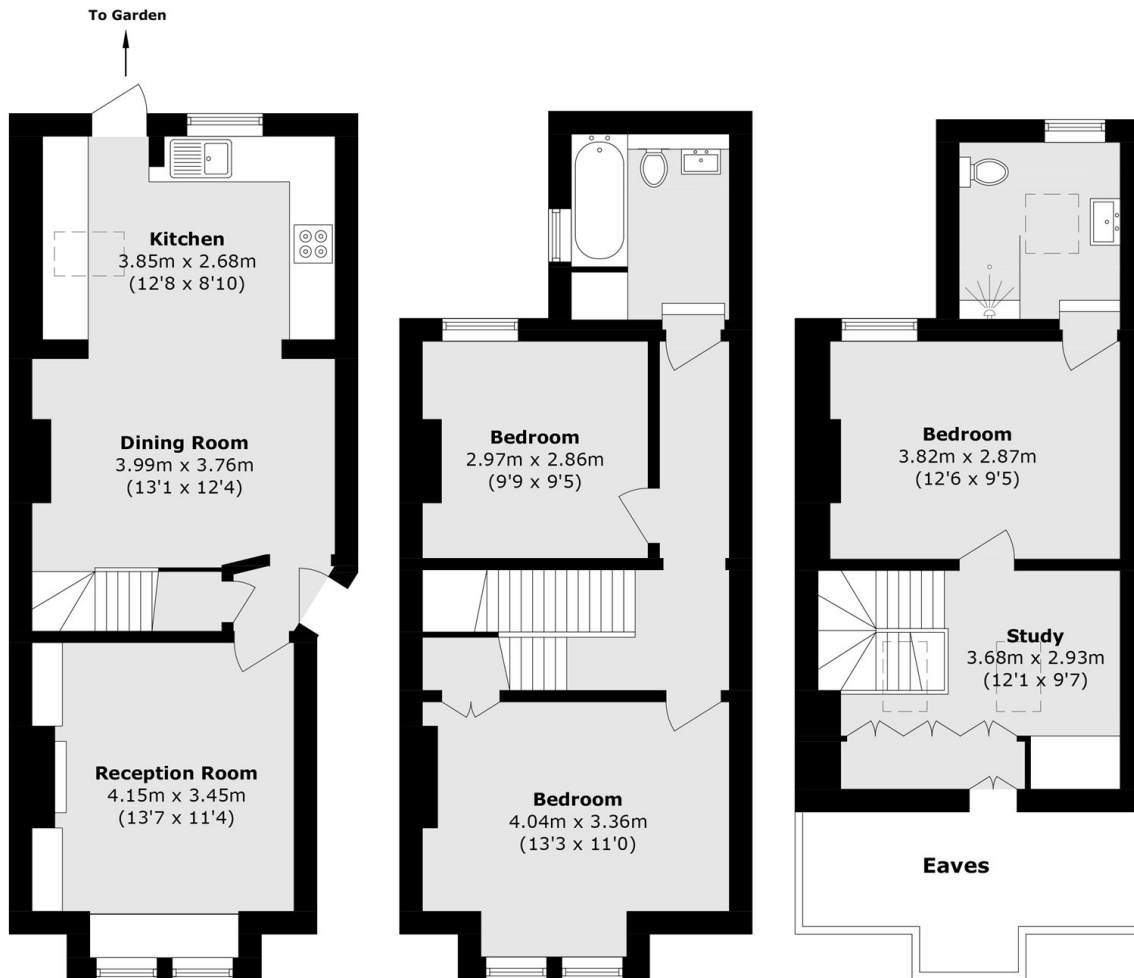 To Garden
Kitchen
3.85m x 2.68m
(12'8 x 8'10)
Dining Room
3.99m x 3.76m
(13'1 x 12'4)
Reception Room
4.15m x 3.45m
(13'7 x 11'4)
Bedroom
2.97m x 2.86m
(9'9 x 9'5)
Bedroom
4.04m x 3.36m
(13'3 x 11'0)
Bedroom
3.82m x 2.87m
(12'6 x 9'5)
Study
3.68m x 2.93m
(12'1 x 9'7)
Eaves